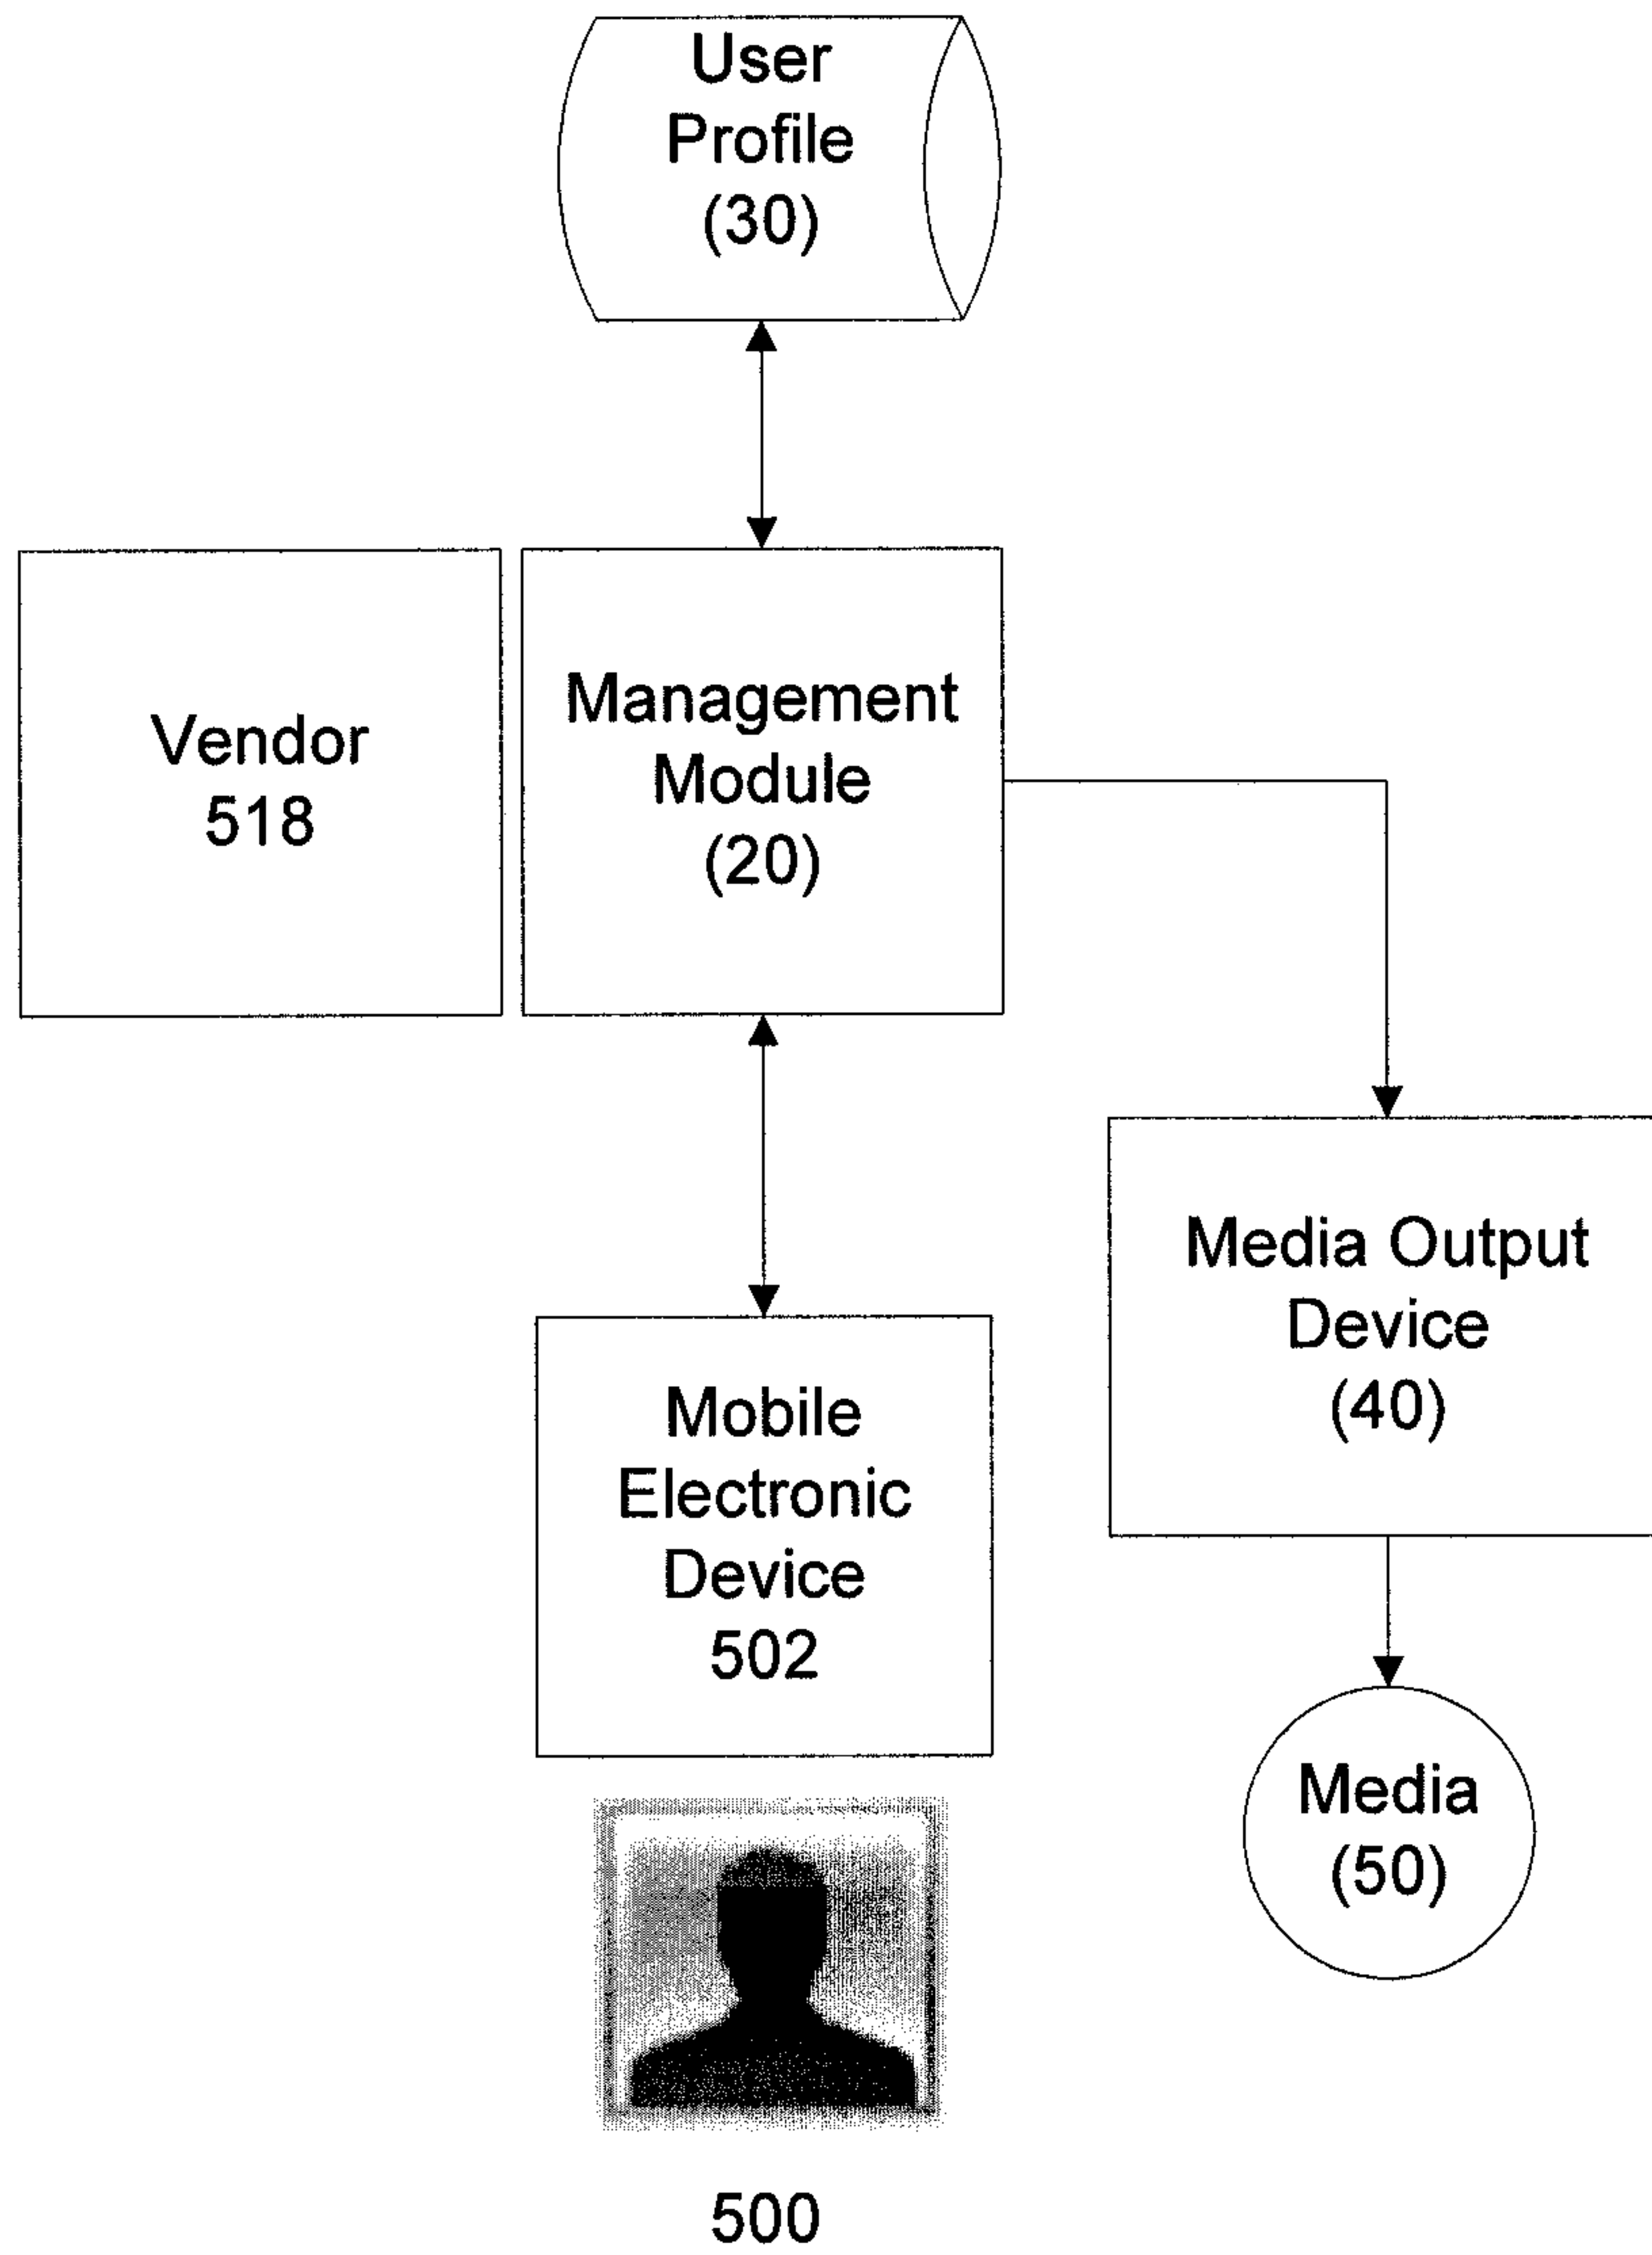 User
Profile
(30)
Vendor
518
Management
Module
(20)
Media Output
Device
(40)
Mobile
Electronic
Device
502
Media
(50)
500